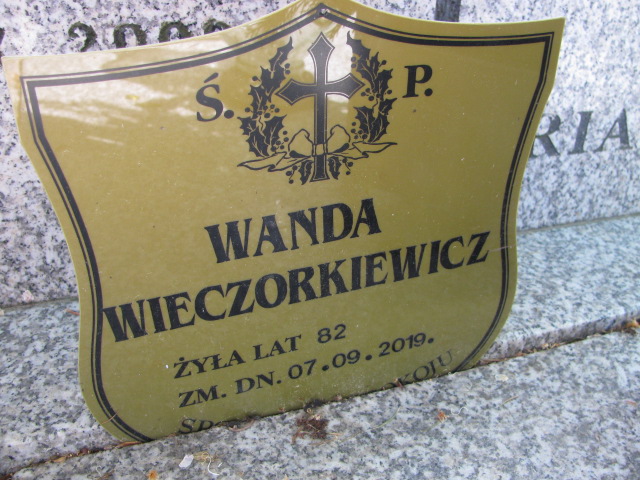 Ś. P.
WANDA
WIECZORKIEWICZ
ŻYŁA LAT 82
ZM. DN. 07.09.2019.